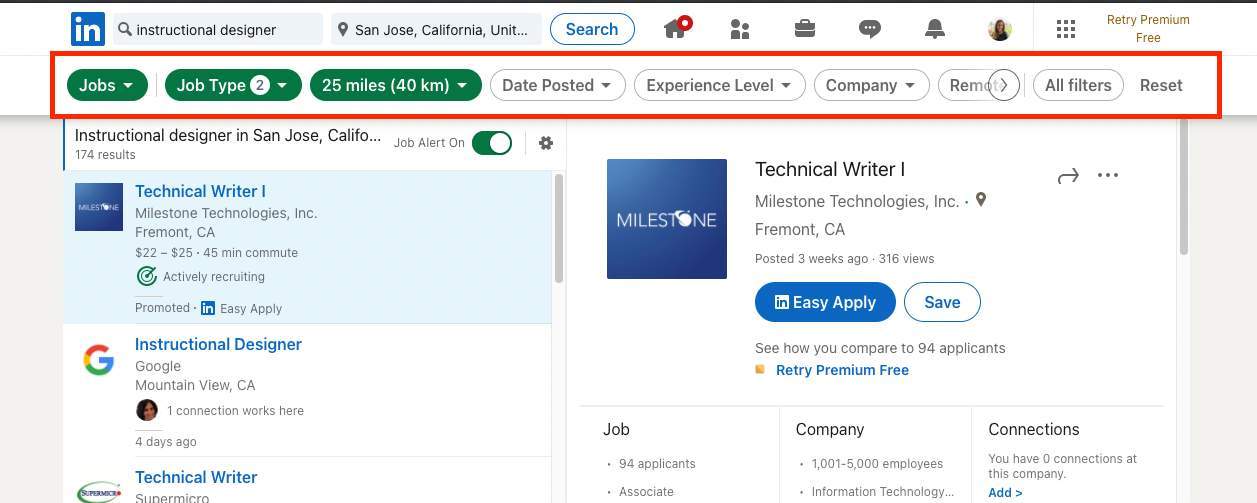 in
instructional designer
San Jose, California, Unit...
Search
Retry Premium
Free
Jobs
Job Type 2
25 miles (40 km)
Date Posted
Experience Level
Company
Remot
All filters
Reset
Instructional designer in San Jose, Califo...
174 results
Job Alert On
MILESTONE
Technical Writer I
Milestone Technologies, Inc.
Fremont, CA
$22 – $25 · 45 min commute
Actively recruiting
Promoted · in Easy Apply
G
Instructional Designer
Google
Mountain View, CA
1 connection works here
4 days ago
SUPERMICRO
Technical Writer
Supermicro
MILESTONE
Technical Writer I
Milestone Technologies, Inc. ·
Fremont, CA
Posted 3 weeks ago · 316 views
in Easy Apply
Save
See how you compare to 94 applicants
Retry Premium Free
Job
· 94 applicants
· Associate
Company
· 1,001-5,000 employees
· Information Technology...
Connections
You have 0 connections at
this company.
Add >